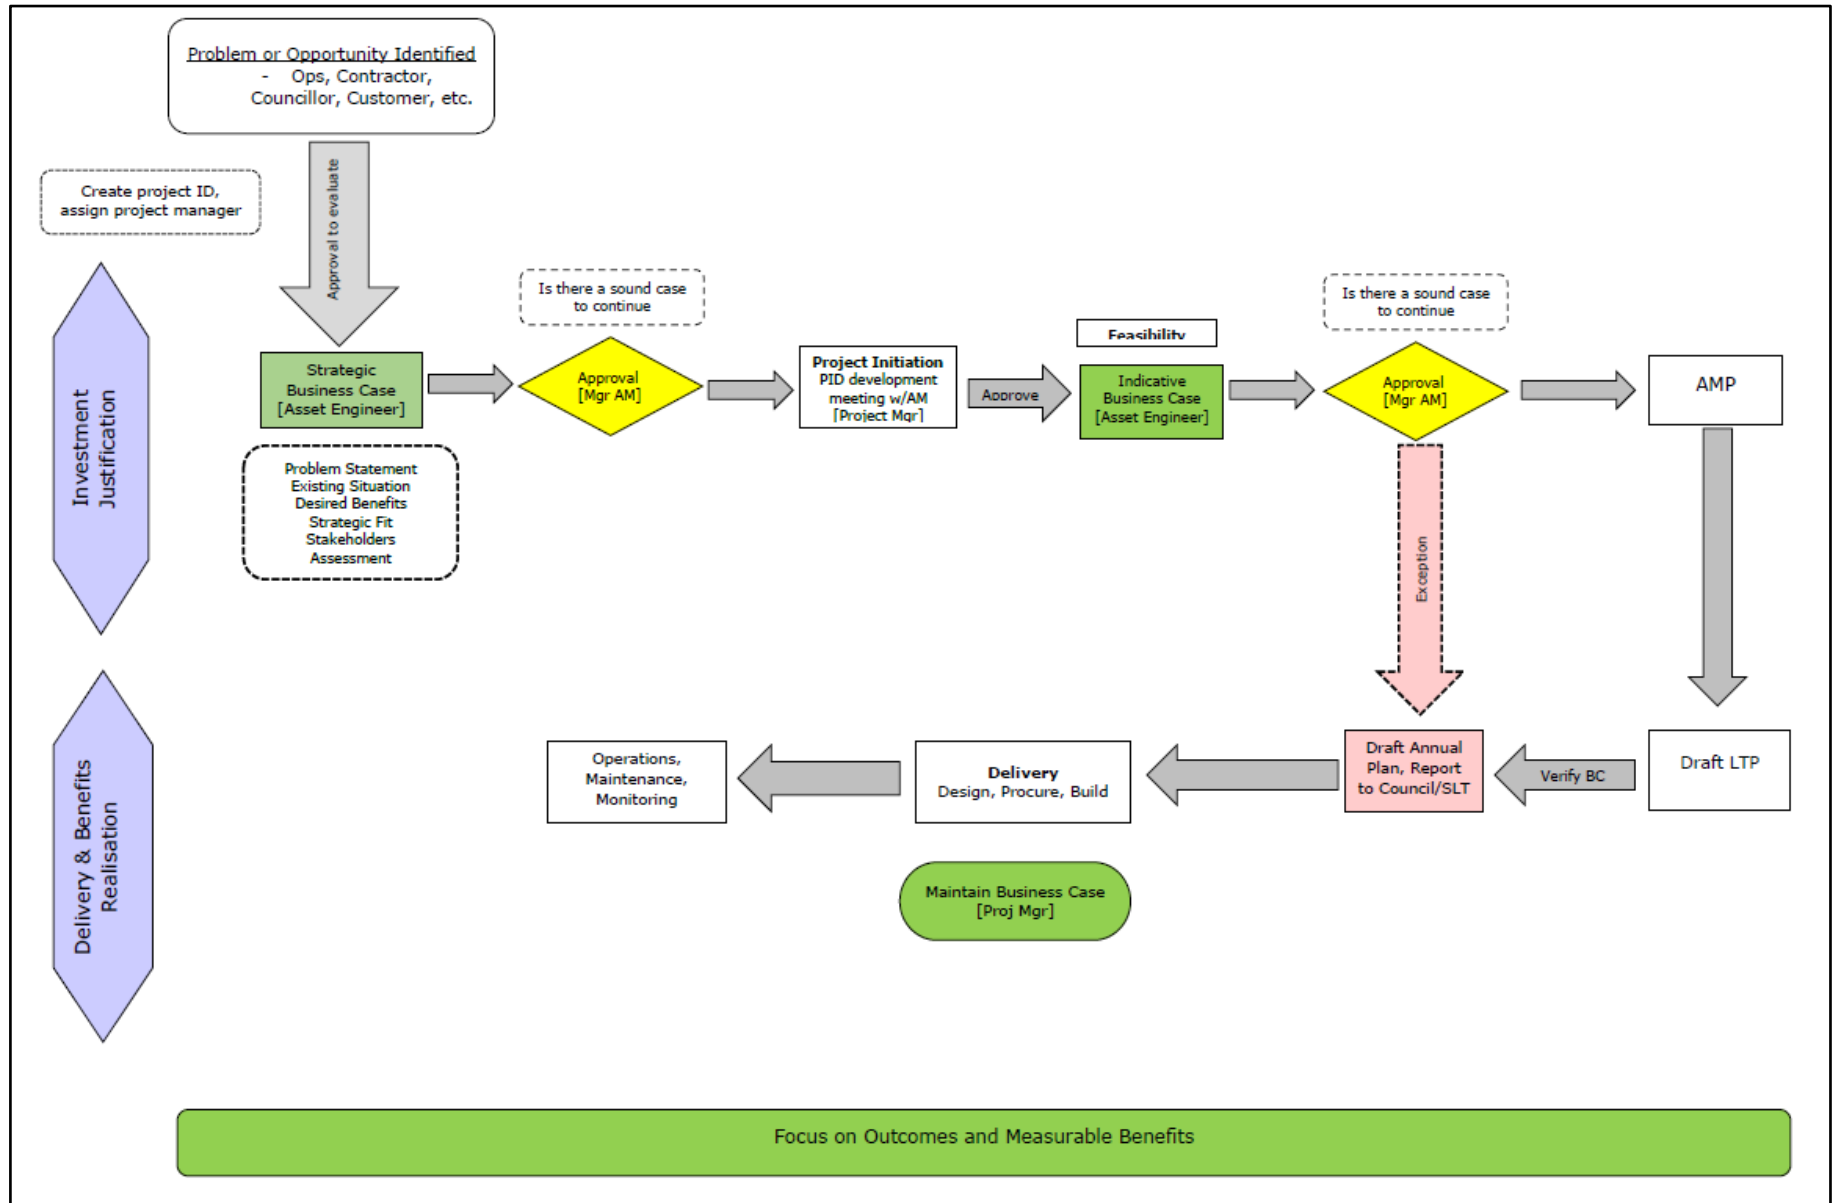 Problem or Opportunity Identified
- Ops, Contractor,
Councillor, Customer, etc.
Approval to evaluate
Create project ID,
assign project manager
Investment
Justification
Strategic
Business Case
[Asset Engineer]
Problem Statement
Existing Situation
Desired Benefits
Strategic Fit
Stakeholders
Assessment
Is there a sound case
to continue
Approval
[Mgr AM]
Project Initiation
PID development
meeting w/AM
[Project Mgr]
Approve
Feasibility
Indicative
Business Case
[Asset Engineer]
Is there a sound case
to continue
Approval
[Mgr AM]
AMP
Exception
Delivery & Benefits
Realisation
Operations,
Maintenance,
Monitoring
Delivery
Design, Procure, Build
Draft Annual
Plan, Report
to Council/SLT
Verify BC
Draft LTP
Maintain Business Case
[Proj Mgr]
Focus on Outcomes and Measurable Benefits